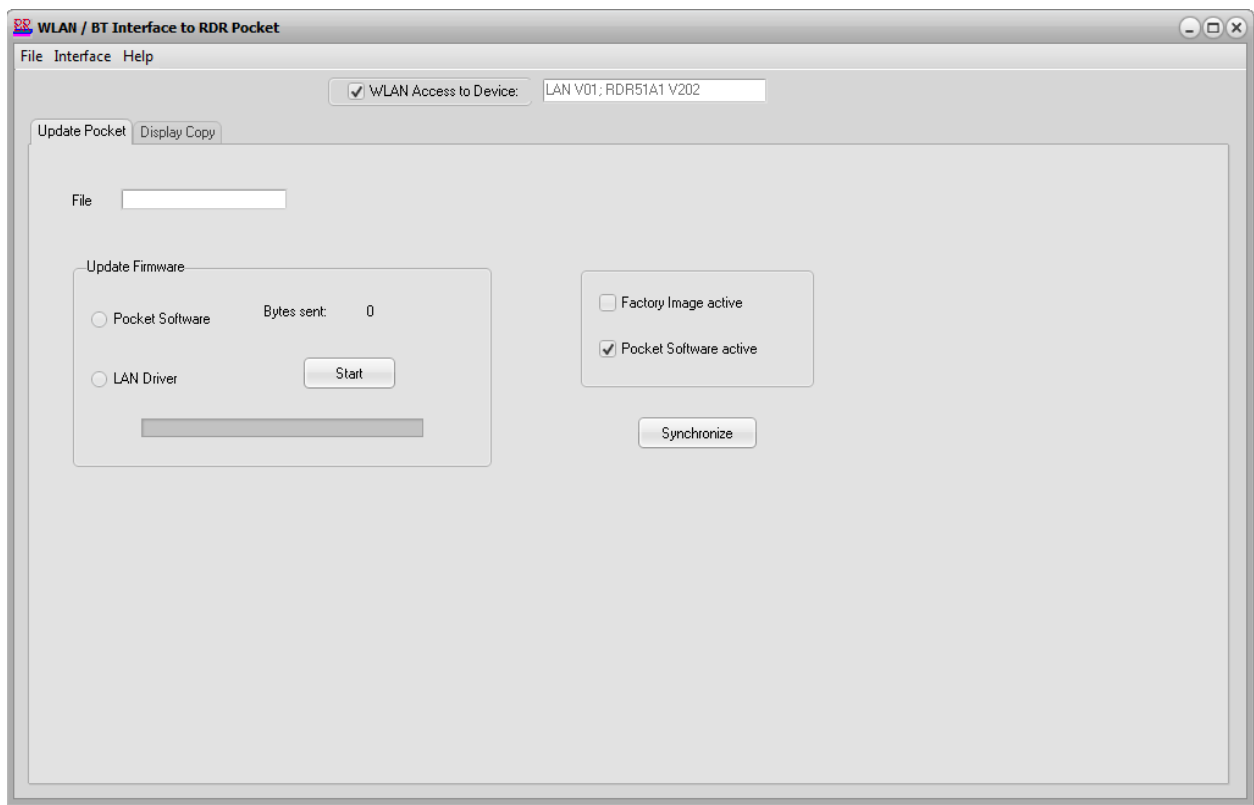 WLAN / BT Interface to RDR Pocket
File Interface Help
WLAN Access to Device: LAN V01; RDR51A1 V202
Update Pocket Display Copy
File
Update Firmware
Pocket Software Bytes sent: 0
Factory Image active
Pocket Software active
LAN Driver Start
Synchronize